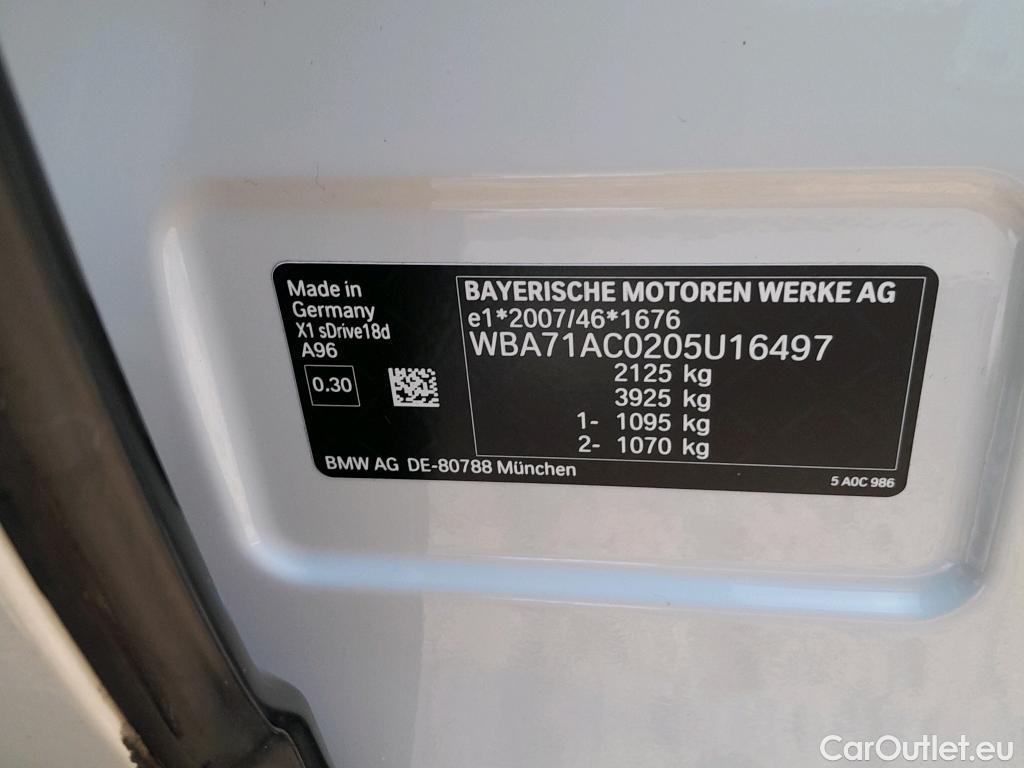 Made in
Germany
X1 sDrive18d
A96
0.30
BAYERISCHE MOTOREN WERKE AG
e1*2007/46*1676
WBA71AC0205U16497
2125 kg
3925 kg
1- 1095 kg
2- 1070 kg
BMW AG DE-80788 München
5 A0C 986
CarOutlet.eu